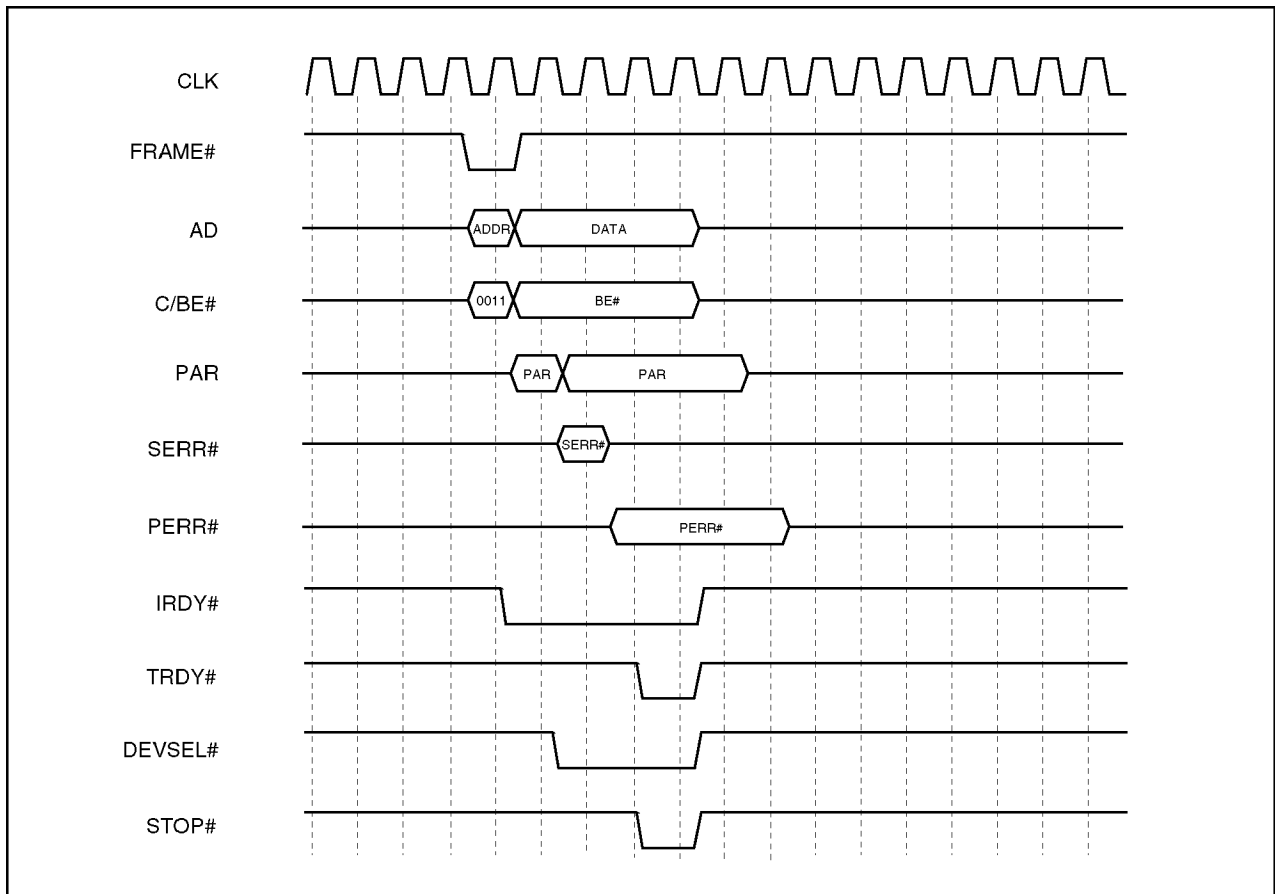 CLK
FRAME#
AD ADDR DATA
C/BE# 0011 BE#
PAR PAR PAR
SERR# SERR#
PERR# PERR#
IRDY#
TRDY#
DEVSEL#
STOP#